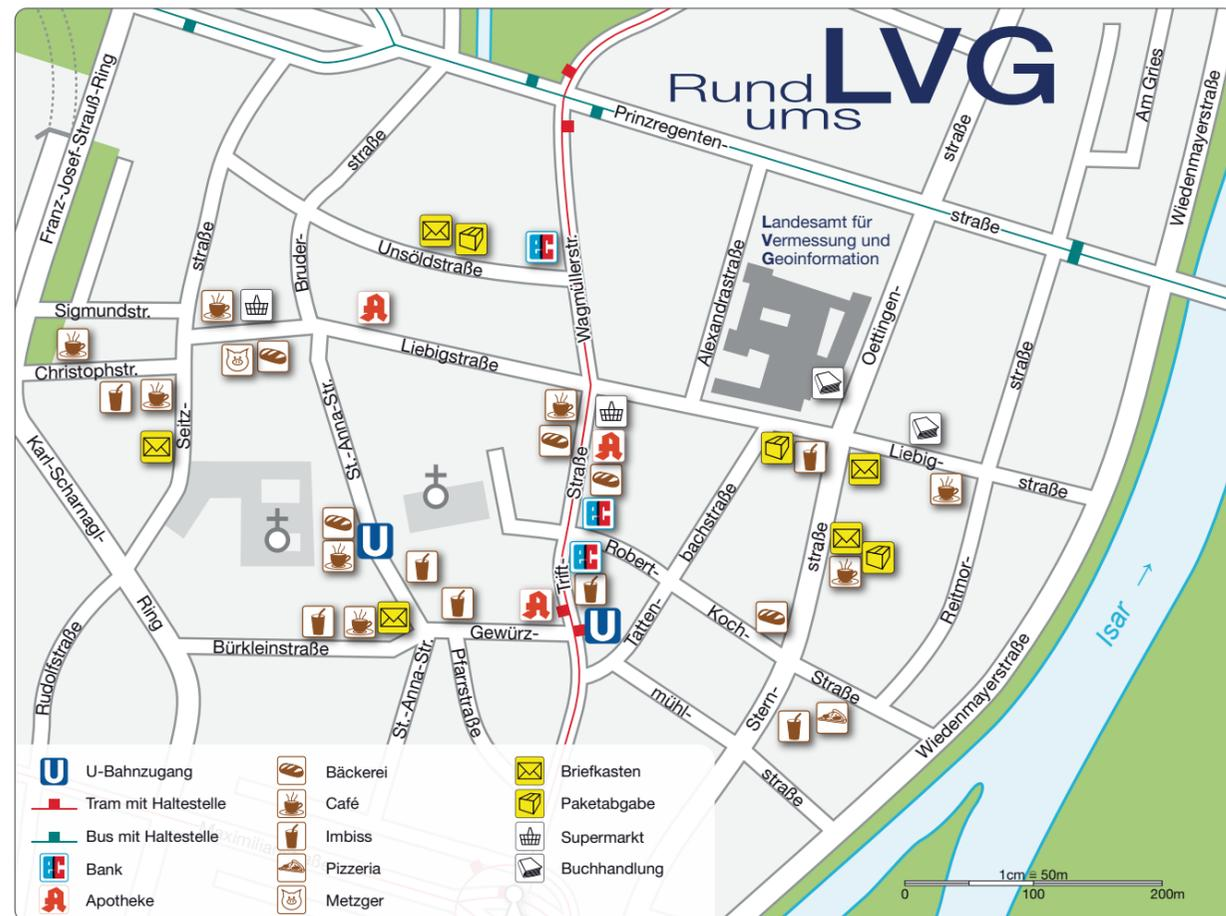 Rund
ums
LVG
Franz-Josef-Strauß-Ring
straße
Prinzregenten-
straße
Am Gries
Wiedenmayerstraße
straße
Landesamt für
Vermessung und
Geoinformation
straße
Bruder-
Unsöldstraße
Wagmüllerstr.
Alexandrastraße
Oettingen-
Sigmundstr.
Christophstr.
Liebigstraße
straße
Seitz-
St.-Anna-Str.
Karl-Scharnagl-
Ring
Straße
Liebig-
straße
bachstraße
straße
Robert-
Trift-
Tatten-
Koch-
Straße
Reitmor-
Isar →
Gewürz-
Bürkleinstraße
Rudolfstraße
St.-Anna-Str.
Pfarrstraße
mühl-
straße
Stern-
Wiedenmayerstraße
U
U
U U-Bahnzugang
Tram mit Haltestelle
Bus mit Haltestelle
Bank
Apotheke
Bäckerei
Café
Imbiss
Pizzeria
Metzger
Briefkasten
Paketabgabe
Supermarkt
Buchhandlung
1cm ≙ 50m
0 100 200m